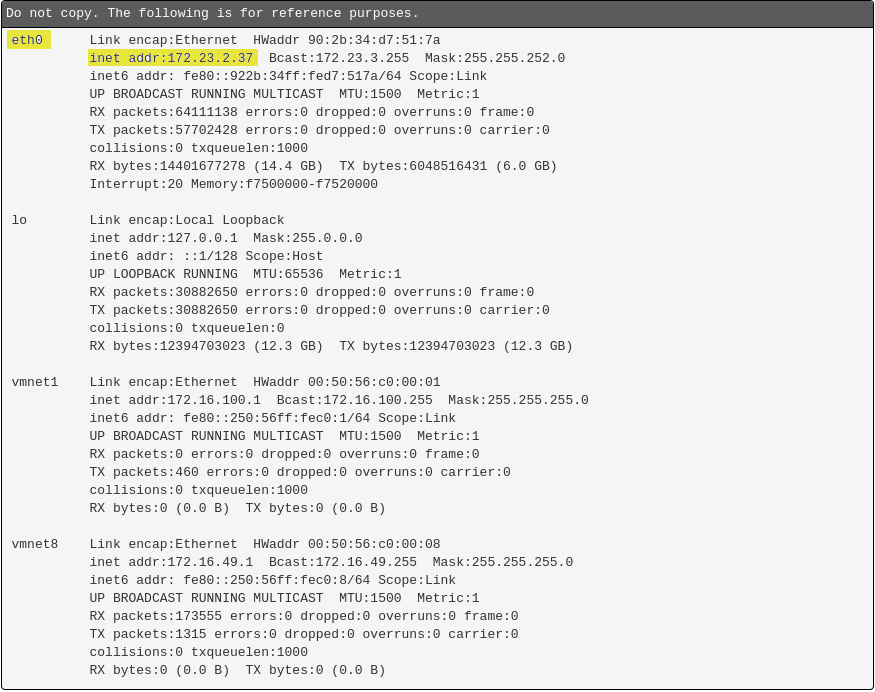 Do not copy. The following is for reference purposes.
eth0      Link encap:Ethernet  HWaddr 90:2b:34:d7:51:7a
          inet addr:172.23.2.37  Bcast:172.23.3.255  Mask:255.255.252.0
          inet6 addr: fe80::922b:34ff:fed7:517a/64 Scope:Link
          UP BROADCAST RUNNING MULTICAST  MTU:1500  Metric:1
          RX packets:64111138 errors:0 dropped:0 overruns:0 frame:0
          TX packets:57702428 errors:0 dropped:0 overruns:0 carrier:0
          collisions:0 txqueuelen:1000
          RX bytes:14401677278 (14.4 GB)  TX bytes:6048516431 (6.0 GB)
          Interrupt:20 Memory:f7500000-f7520000

lo        Link encap:Local Loopback
          inet addr:127.0.0.1  Mask:255.0.0.0
          inet6 addr: ::1/128 Scope:Host
          UP LOOPBACK RUNNING  MTU:65536  Metric:1
          RX packets:30882650 errors:0 dropped:0 overruns:0 frame:0
          TX packets:30882650 errors:0 dropped:0 overruns:0 carrier:0
          collisions:0 txqueuelen:0
          RX bytes:12394703023 (12.3 GB)  TX bytes:12394703023 (12.3 GB)

vmnet1    Link encap:Ethernet  HWaddr 00:50:56:c0:00:01
          inet addr:172.16.100.1  Bcast:172.16.100.255  Mask:255.255.255.0
          inet6 addr: fe80::250:56ff:fec0:1/64 Scope:Link
          UP BROADCAST RUNNING MULTICAST  MTU:1500  Metric:1
          RX packets:0 errors:0 dropped:0 overruns:0 frame:0
          TX packets:460 errors:0 dropped:0 overruns:0 carrier:0
          collisions:0 txqueuelen:1000
          RX bytes:0 (0.0 B)  TX bytes:0 (0.0 B)

vmnet8    Link encap:Ethernet  HWaddr 00:50:56:c0:00:08
          inet addr:172.16.49.1  Bcast:172.16.49.255  Mask:255.255.255.0
          inet6 addr: fe80::250:56ff:fec0:8/64 Scope:Link
          UP BROADCAST RUNNING MULTICAST  MTU:1500  Metric:1
          RX packets:173555 errors:0 dropped:0 overruns:0 frame:0
          TX packets:1315 errors:0 dropped:0 overruns:0 carrier:0
          collisions:0 txqueuelen:1000
          RX bytes:0 (0.0 B)  TX bytes:0 (0.0 B)